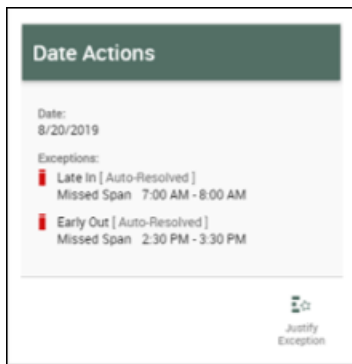 Date Actions
Date:
8/20/2019
Exceptions:
Late In [ Auto-Resolved ]
Missed Span 7:00 AM - 8:00 AM
Early Out [ Auto-Resolved ]
Missed Span 2:30 PM - 3:30 PM
Justify
Exception